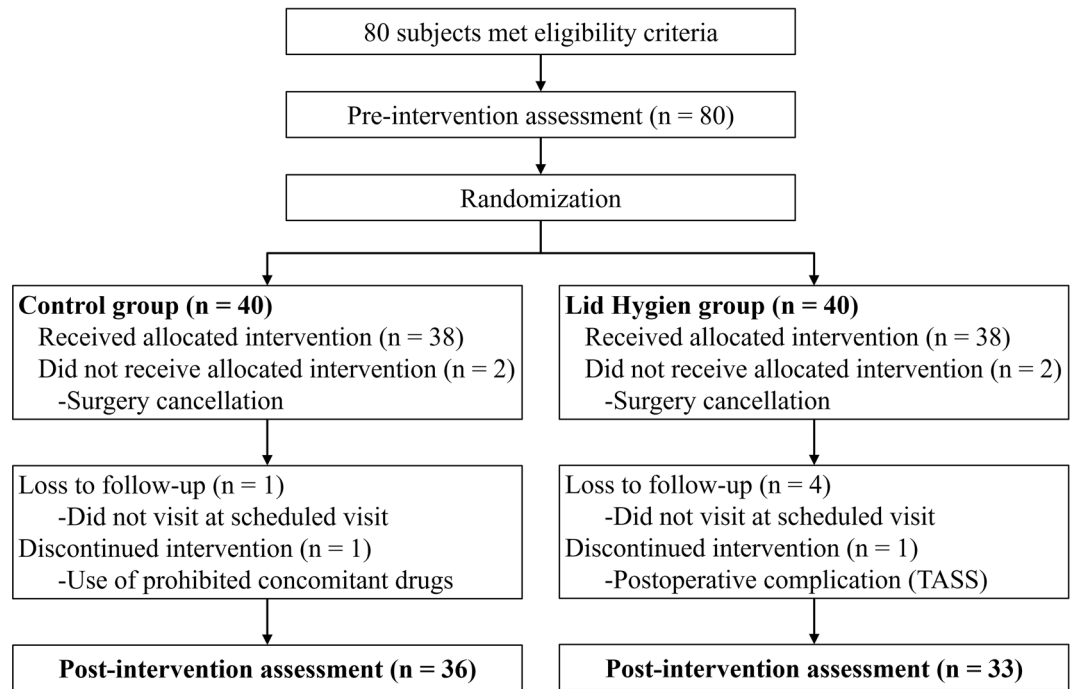 80 subjects met eligibility criteria
Pre-intervention assessment (n = 80)
Randomization
Control group (n = 40)
Received allocated intervention (n = 38)
Did not receive allocated intervention (n = 2)
-Surgery cancellation
Lid Hygien group (n = 40)
Received allocated intervention (n = 38)
Did not receive allocated intervention (n = 2)
-Surgery cancellation
Loss to follow-up (n = 1)
-Did not visit at scheduled visit
Discontinued intervention (n = 1)
-Use of prohibited concomitant drugs
Loss to follow-up (n = 4)
-Did not visit at scheduled visit
Discontinued intervention (n = 1)
-Postoperative complication (TASS)
Post-intervention assessment (n = 36)
Post-intervention assessment (n = 33)